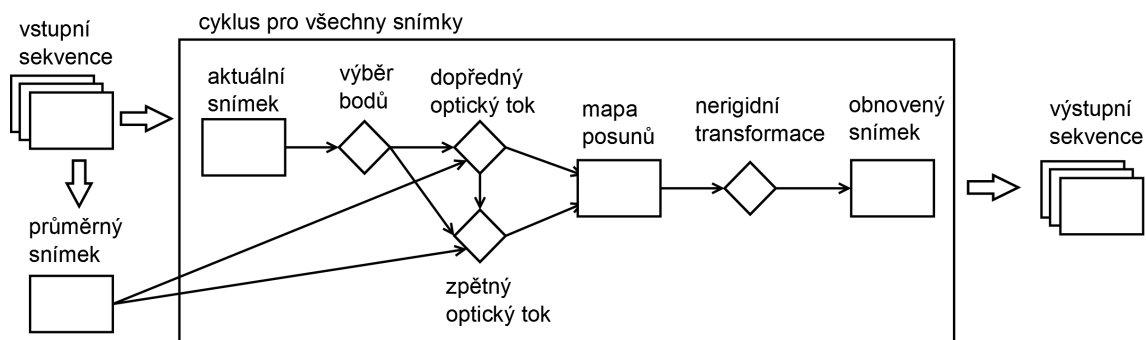 vstupní
sekvence
cyklus pro všechny snímky
aktuální
snímek
výběr
bodů
dopředný
optický tok
mapa
posunů
nerigidní
transformace
obnovený
snímek
výstupní
sekvence
průměrný
snímek
zpětný
optický tok